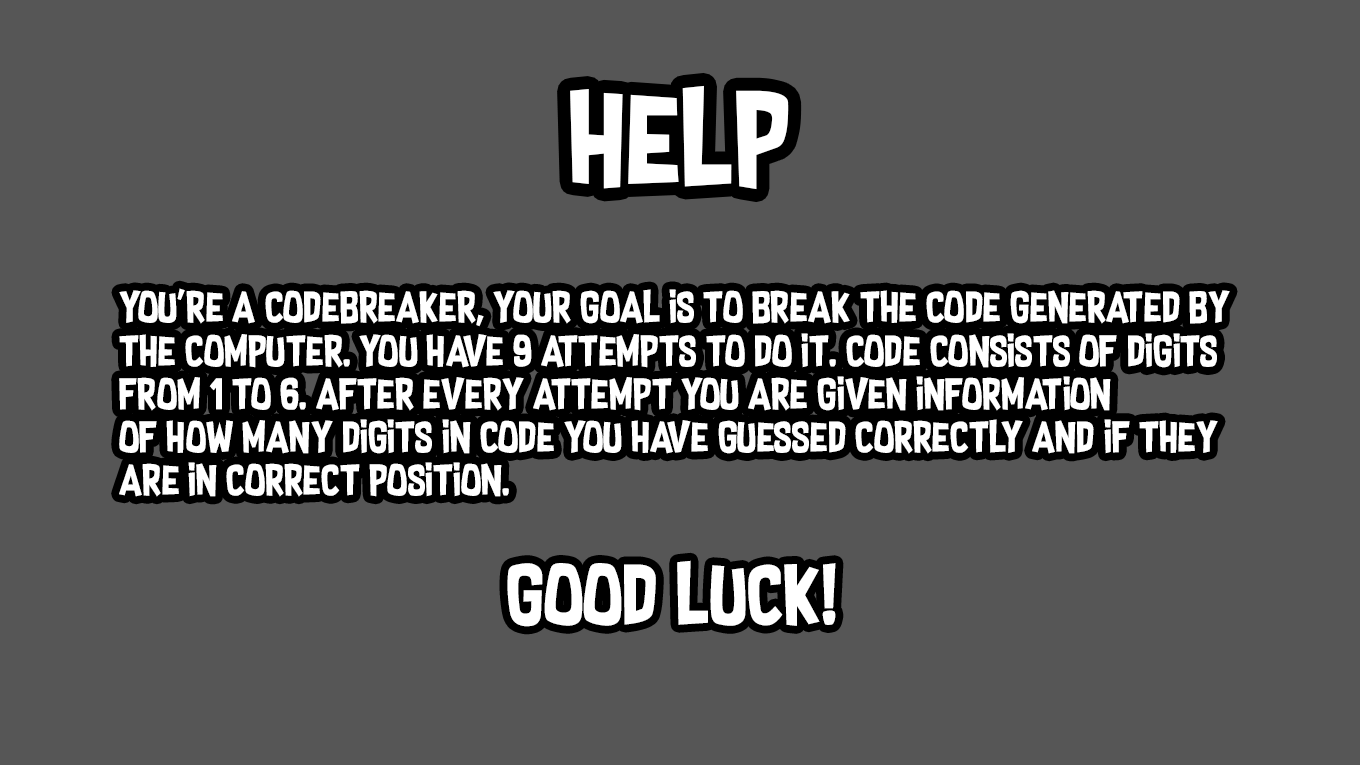 HELP
YOU'RE A CODEBREAKER, YOUR GOAL IS TO BREAK THE CODE GENERATED BY
THE COMPUTER. YOU HAVE 9 ATTEMPTS TO DO IT. CODE CONSISTS OF DIGITS
FROM 1 TO 6. AFTER EVERY ATTEMPT YOU ARE GIVEN INFORMATION
OF HOW MANY DIGITS IN CODE YOU HAVE GUESSED CORRECTLY AND IF THEY
ARE IN CORRECT POSITION.
GOOD LUCK!